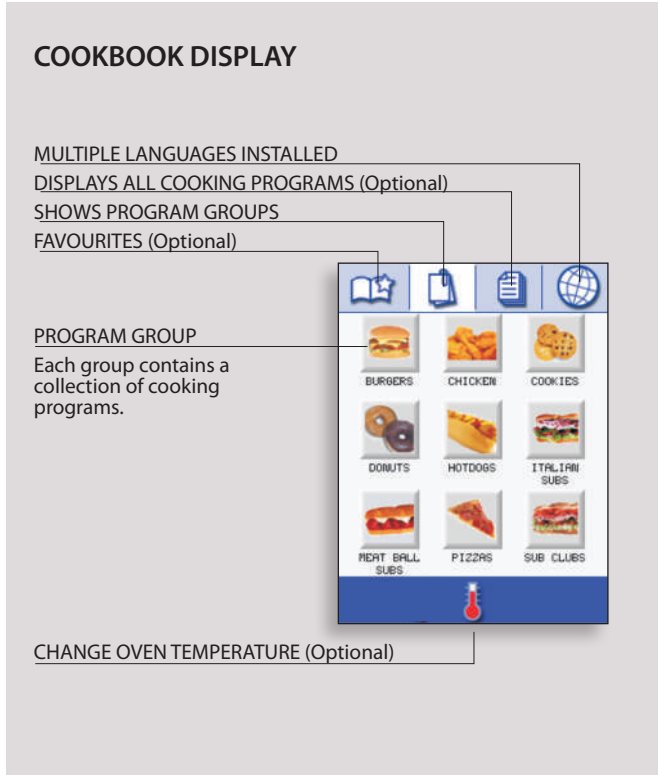 COOKBOOK DISPLAY
MULTIPLE LANGUAGES INSTALLED
DISPLAYS ALL COOKING PROGRAMS (Optional)
SHOWS PROGRAM GROUPS
FAVOURITES (Optional)
PROGRAM GROUP
Each group contains a
collection of cooking
programs.
BURGERS
CHICKEN
COOKIES
DONUTS
HOTDOGS
ITALIAN
SUBS
MEAT BALL
SUBS
PIZZAS
SUB CLUBS
CHANGE OVEN TEMPERATURE (Optional)